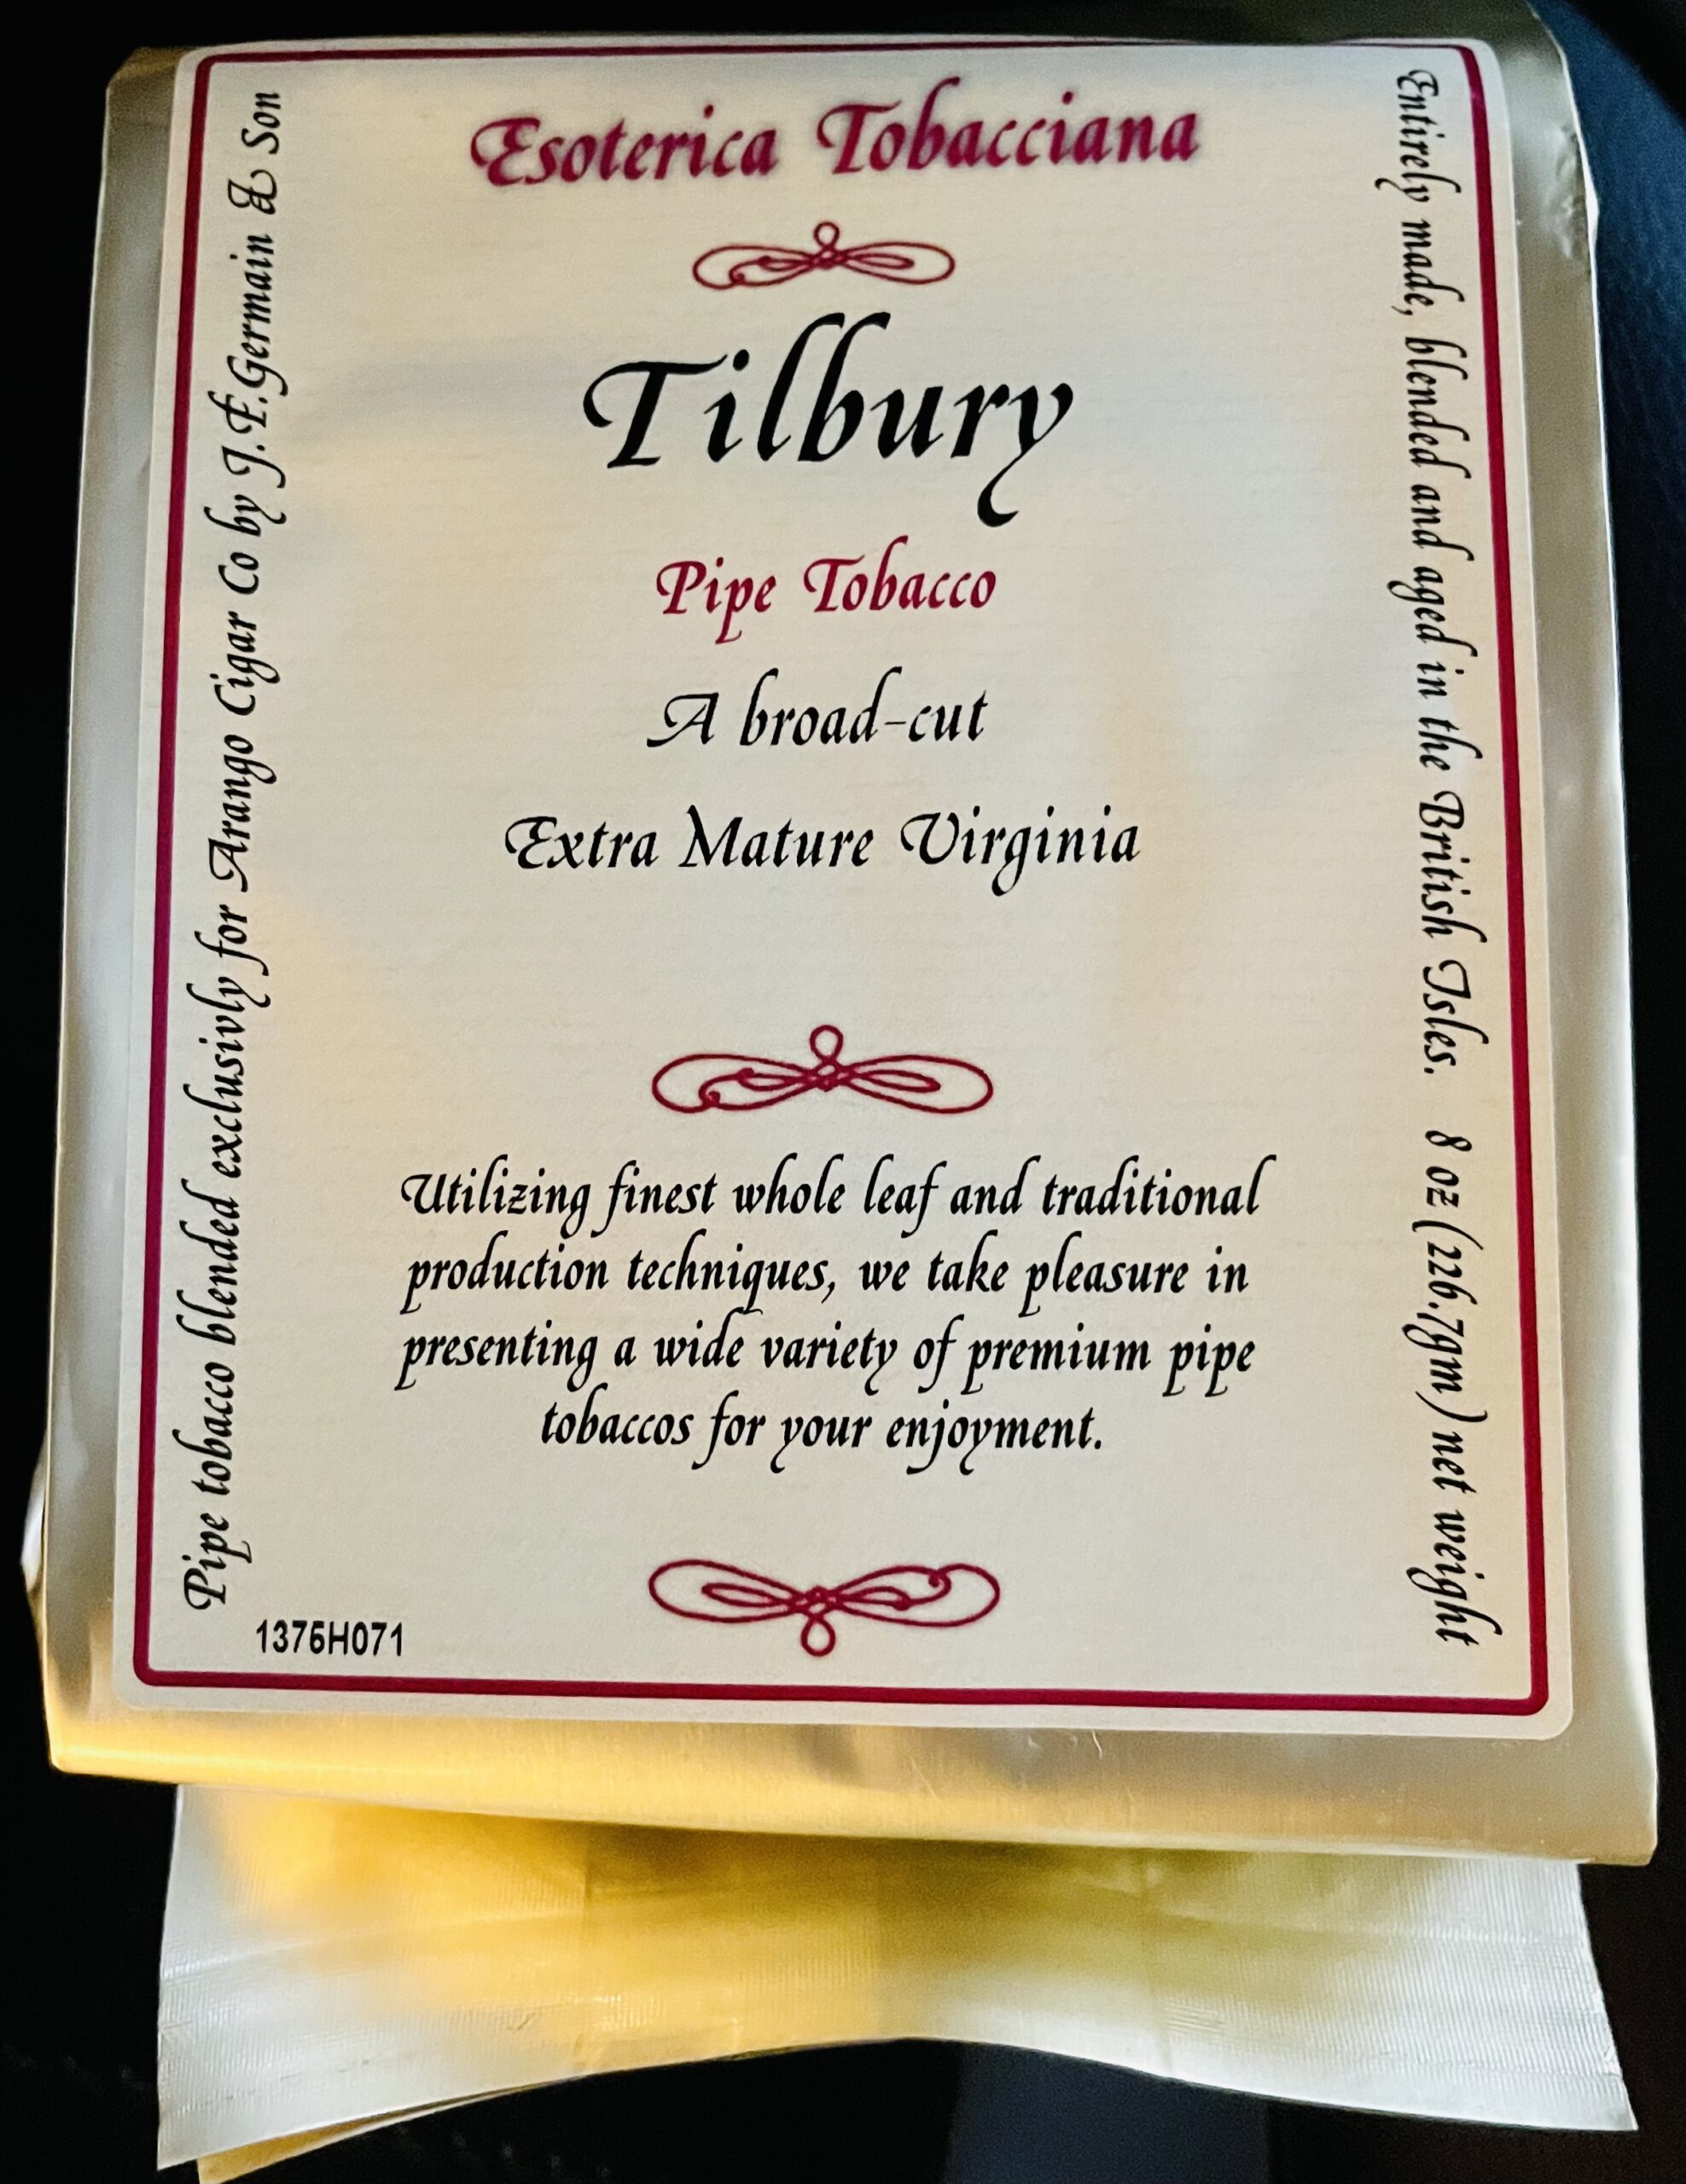 Esoterica Tobacciana
Tilbury
Pipe Tobacco
A broad-cut
Extra Mature Virginia
Utilizing finest whole leaf and traditional
production techniques, we take pleasure in
presenting a wide variety of premium pipe
tobaccos for your enjoyment.
Pipe tobacco blended exclusivly for Arango Cigar Co by J.F.Germain & Son
Entirely made, blended and aged in the British Isles. 8 oz (226.7gm) net weight
1375H071